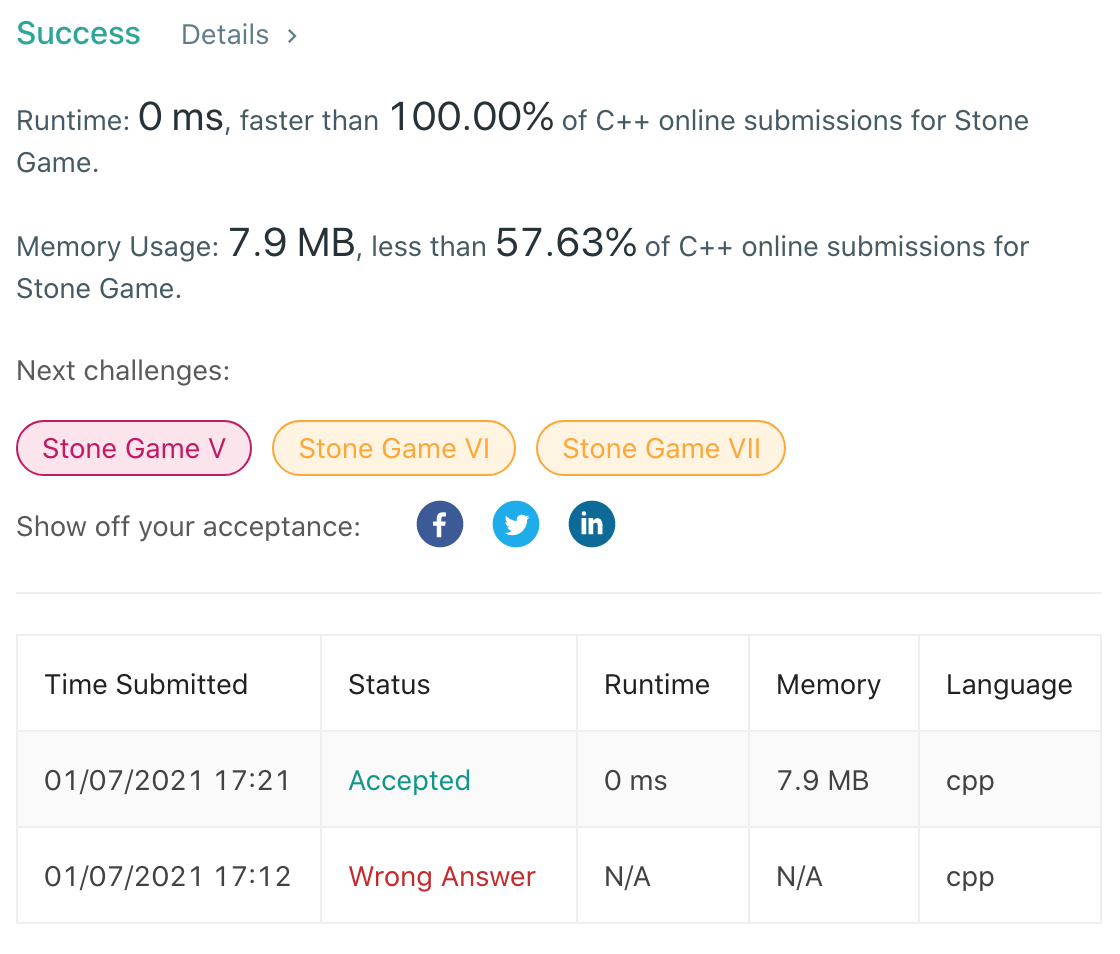 Success Details >
Runtime: 0 ms, faster than 100.00% of C++ online submissions for Stone
Game.
Memory Usage: 7.9 MB, less than 57.63% of C++ online submissions for
Stone Game.
Next challenges:
Stone Game V Stone Game VI Stone Game VII
Show off your acceptance: f in
Time Submitted Status Runtime Memory Language
01/07/2021 17:21 Accepted 0 ms 7.9 MB cpp
01/07/2021 17:12 Wrong Answer N/A N/A cpp